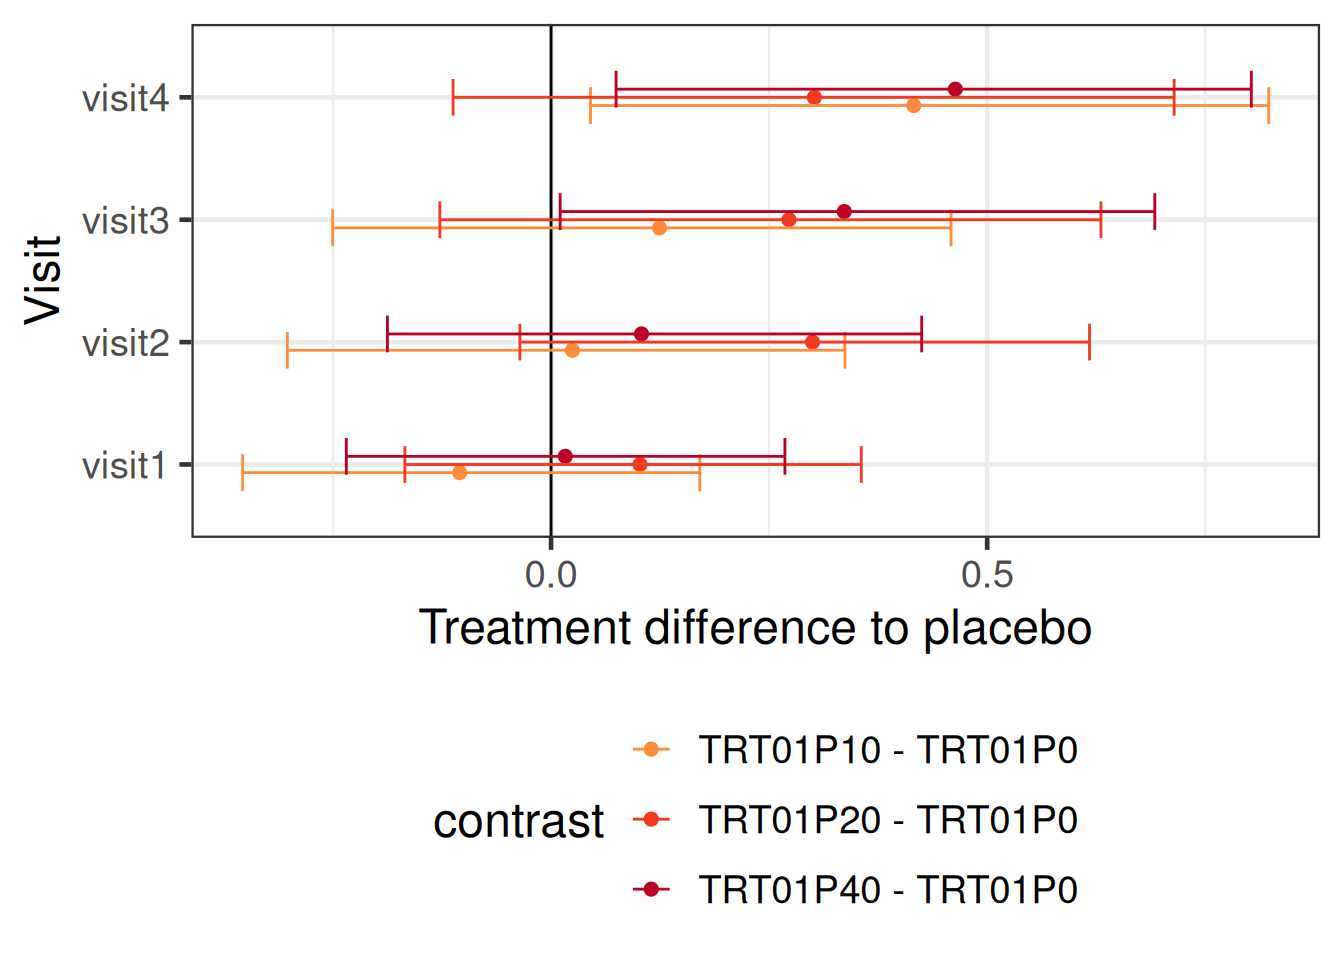 visit4
visit3
visit2
visit1
Visit
0.0 0.5
Treatment difference to placebo
contrast
TRT01P10 - TRT01P0
TRT01P20 - TRT01P0
TRT01P40 - TRT01P0